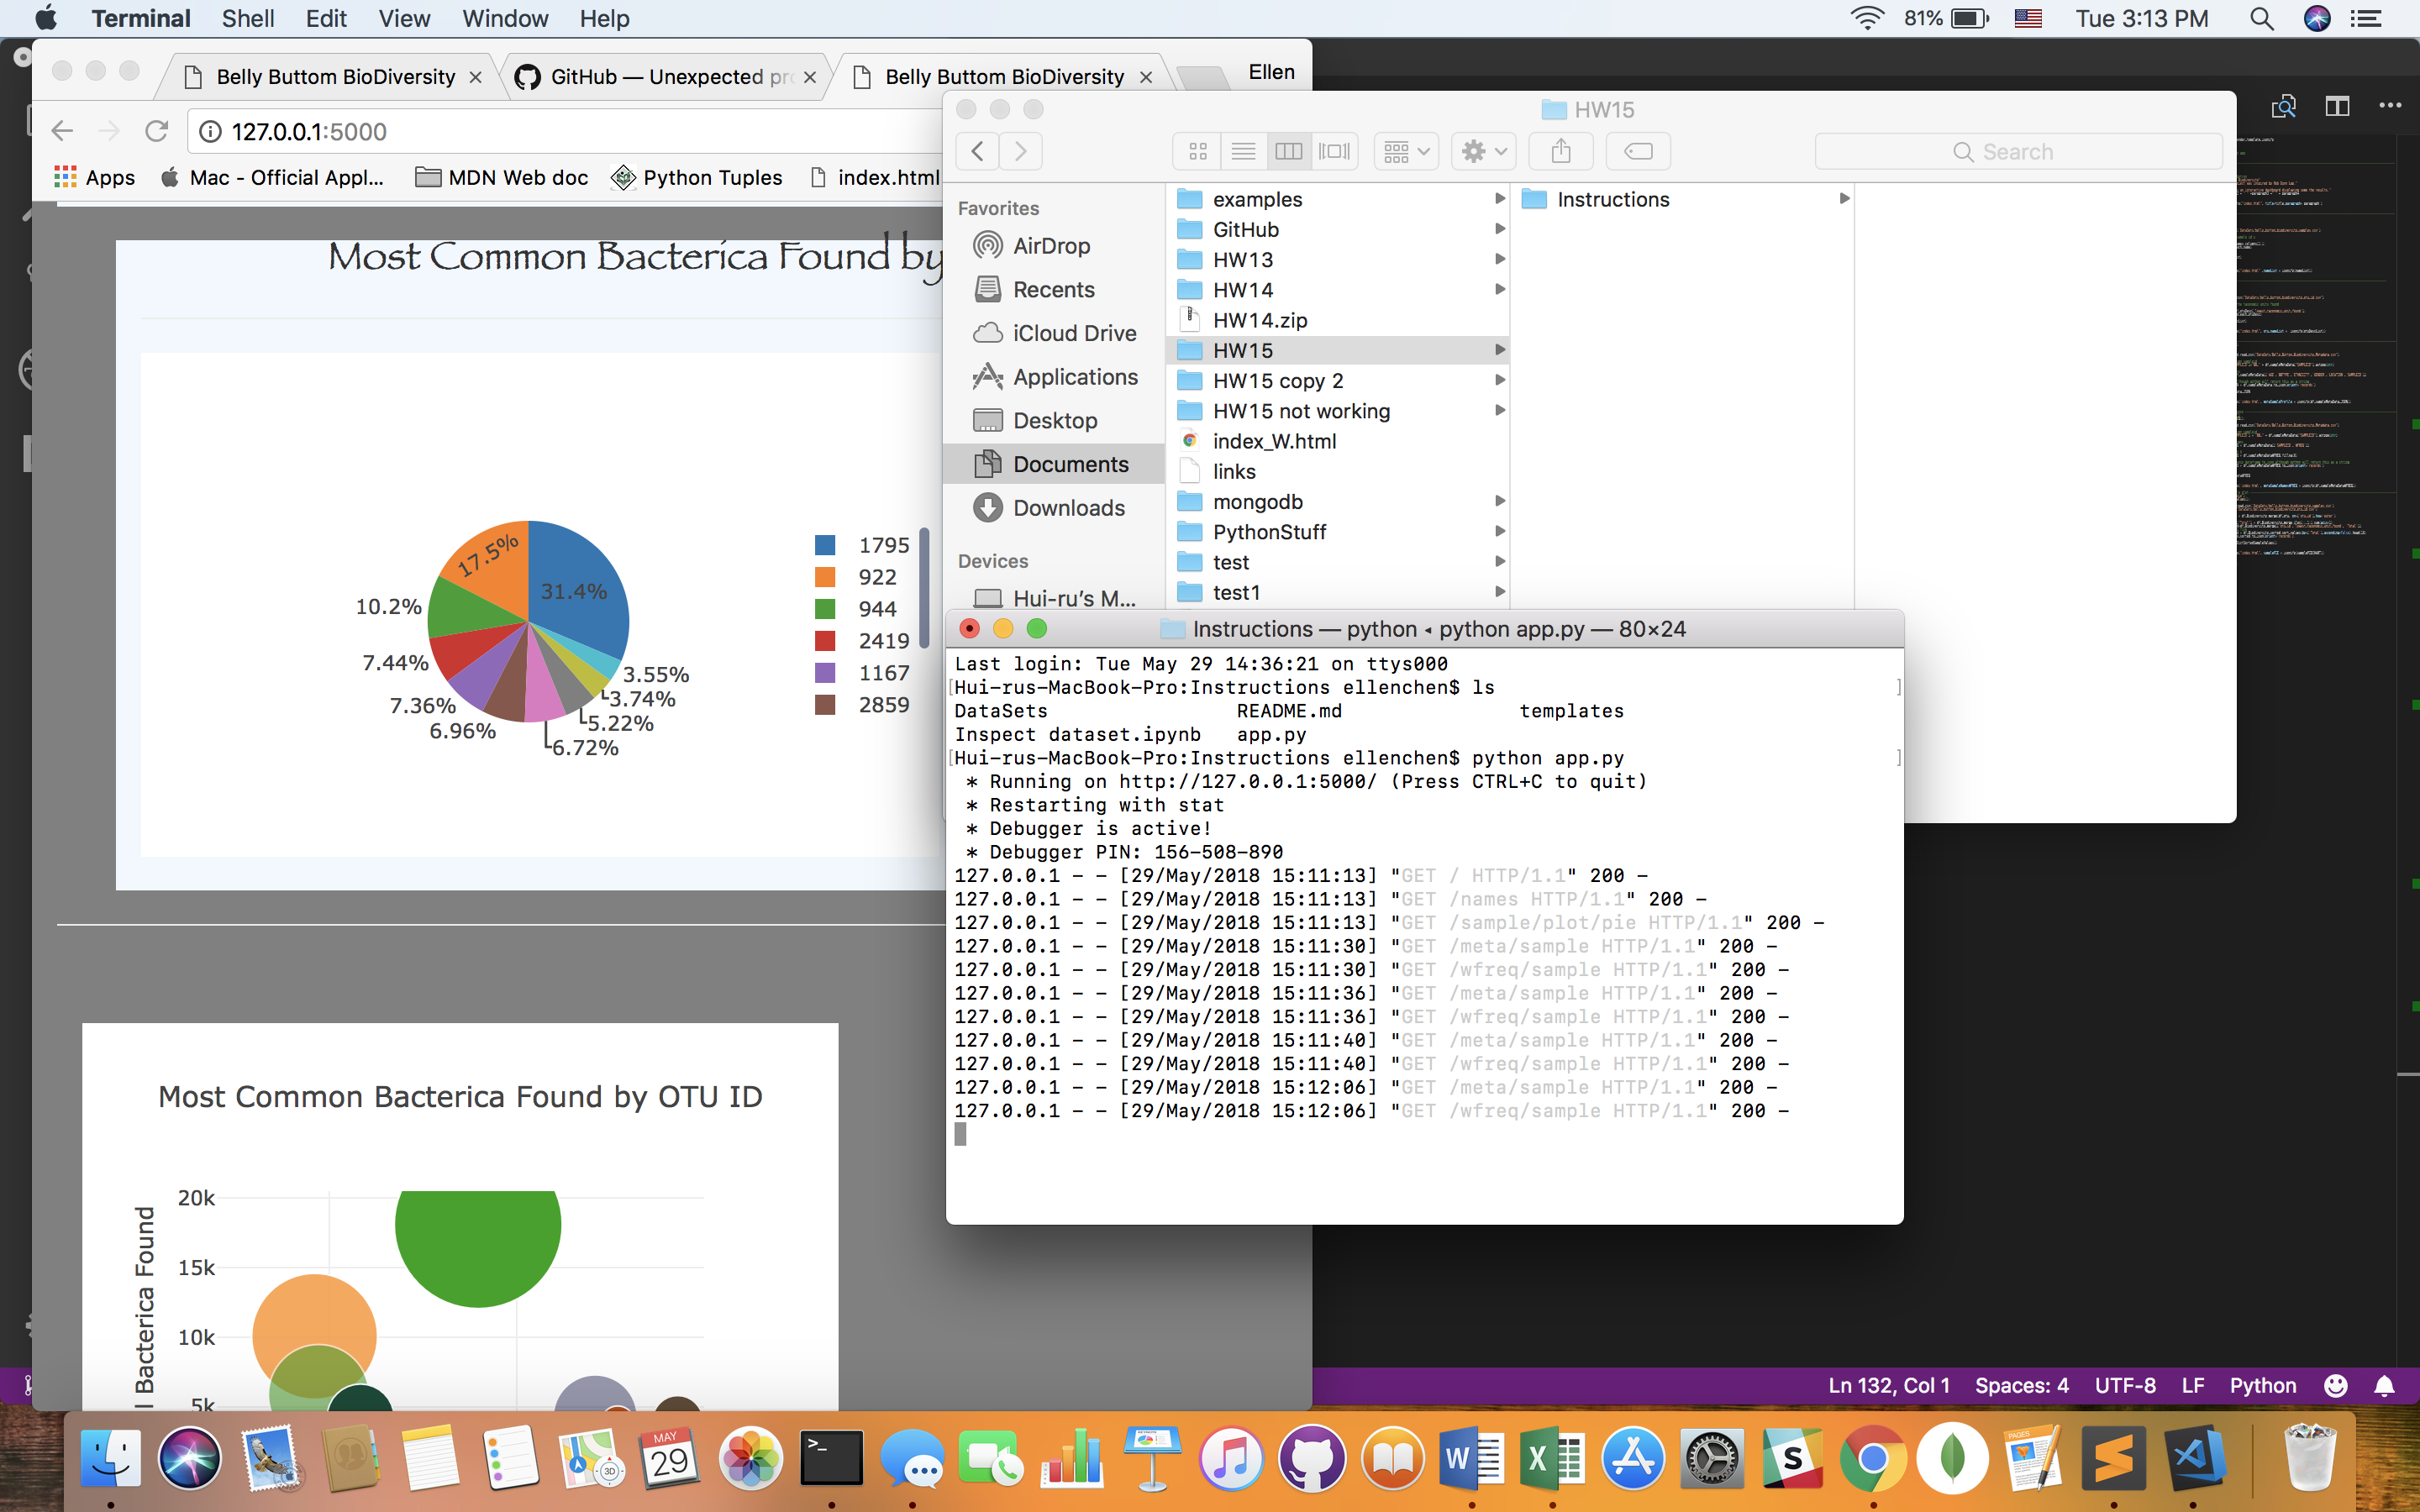 Terminal Shell Edit View Window Help
81% Tue 3:13 PM
Belly Buttom BioDiversity
GitHub — Unexpected pr
Belly Buttom BioDiversity
Ellen
127.0.0.1:5000
Apps
Mac - Official Appl...
MDN Web doc
Python Tuples
index.html
Most Common Bacterica Found by
17.5%
31.4%
10.2%
7.44%
7.36%
6.96%
6.72%
5.22%
3.74%
3.55%
1795
922
944
2419
1167
2859
Most Common Bacterica Found by OTU ID
Bacterica Found
20k
15k
10k
5k
HW15
Search
Favorites
AirDrop
Recents
iCloud Drive
Applications
Desktop
Documents
Downloads
Devices
Hui-ru’s M...
examples
GitHub
HW13
HW14
HW14.zip
HW15
HW15 copy 2
HW15 not working
index_W.html
links
mongodb
PythonStuff
test
test1
Instructions
Instructions — python ◂ python app.py — 80×24
Last login: Tue May 29 14:36:21 on ttys000
[Hui-rus-MacBook-Pro:Instructions ellenchen$ ls ]
DataSets README.md templates
Inspect dataset.ipynb app.py
[Hui-rus-MacBook-Pro:Instructions ellenchen$ python app.py ]
* Running on http://127.0.0.1:5000/ (Press CTRL+C to quit)
* Restarting with stat
* Debugger is active!
* Debugger PIN: 156-508-890
127.0.0.1 - - [29/May/2018 15:11:13] "GET / HTTP/1.1" 200 -
127.0.0.1 - - [29/May/2018 15:11:13] "GET /names HTTP/1.1" 200 -
127.0.0.1 - - [29/May/2018 15:11:13] "GET /sample/plot/pie HTTP/1.1" 200 -
127.0.0.1 - - [29/May/2018 15:11:30] "GET /meta/sample HTTP/1.1" 200 -
127.0.0.1 - - [29/May/2018 15:11:30] "GET /wfreq/sample HTTP/1.1" 200 -
127.0.0.1 - - [29/May/2018 15:11:36] "GET /meta/sample HTTP/1.1" 200 -
127.0.0.1 - - [29/May/2018 15:11:36] "GET /wfreq/sample HTTP/1.1" 200 -
127.0.0.1 - - [29/May/2018 15:11:40] "GET /meta/sample HTTP/1.1" 200 -
127.0.0.1 - - [29/May/2018 15:11:40] "GET /wfreq/sample HTTP/1.1" 200 -
127.0.0.1 - - [29/May/2018 15:12:06] "GET /meta/sample HTTP/1.1" 200 -
127.0.0.1 - - [29/May/2018 15:12:06] "GET /wfreq/sample HTTP/1.1" 200 -
Ln 132, Col 1 Spaces: 4 UTF-8 LF Python
MAY
29
3D
PAGES